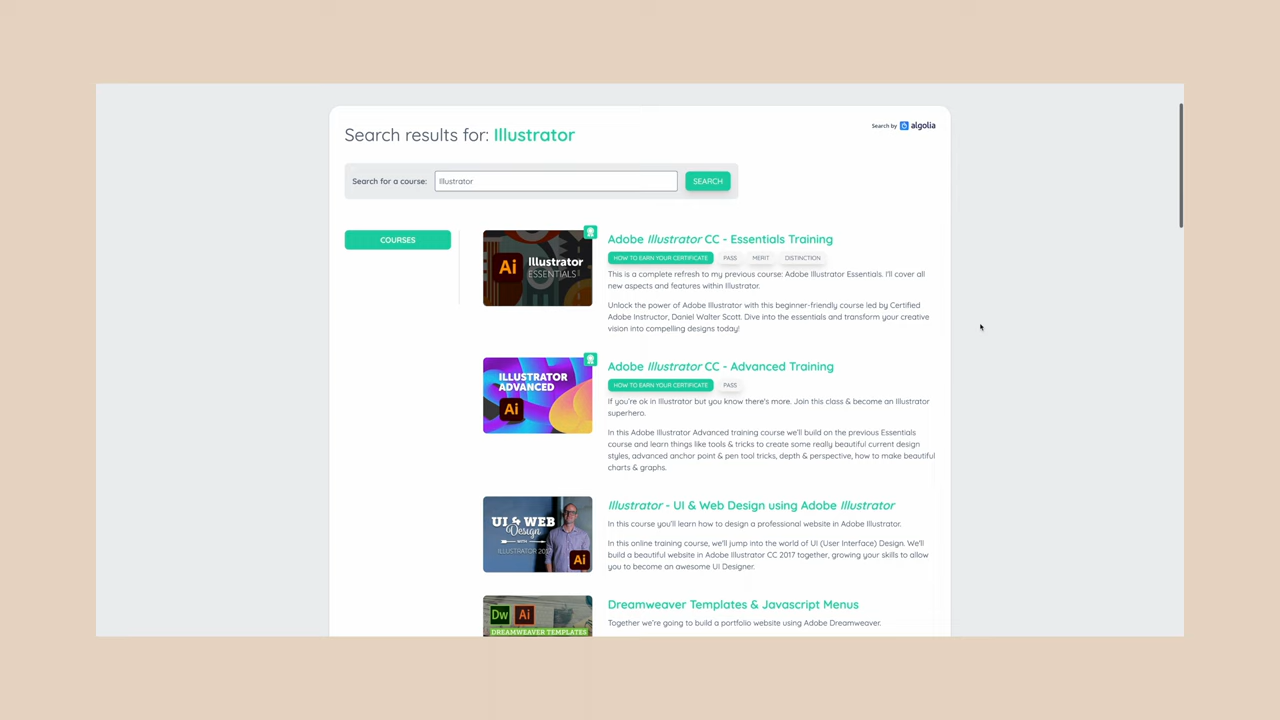 Search results for: Illustrator
Search by algolia
Search for a course:
Illustrator
SEARCH
COURSES
Ai
Illustrator
ESSENTIALS
Adobe Illustrator CC - Essentials Training
HOW TO EARN YOUR CERTIFICATE PASS MERIT DISTINCTION
This is a complete refresh to my previous course: Adobe Illustrator Essentials. I'll cover all
new aspects and features within Illustrator.
Unlock the power of Adobe Illustrator with this beginner-friendly course led by Certified
Adobe Instructor, Daniel Walter Scott. Dive into the essentials and transform your creative
vision into compelling designs today!
ILLUSTRATOR
ADVANCED
Ai
Adobe Illustrator CC - Advanced Training
HOW TO EARN YOUR CERTIFICATE PASS
If you're ok in Illustrator but you know there's more. Join this class & become an Illustrator
superhero.
In this Adobe Illustrator Advanced training course we'll build on the previous Essentials
course and learn things like tools & tricks to create some really beautiful current design
styles, advanced anchor point & pen tool tricks, depth & perspective, how to make beautiful
charts & graphs.
UI & WEB
Design
WITH
ILLUSTRATOR 2017
Ai
Illustrator - UI & Web Design using Adobe Illustrator
In this course you'll learn how to design a professional website in Adobe Illustrator.
In this online training course, we'll jump into the world of UI (User Interface) Design. We'll
build a beautiful website in Adobe Illustrator CC 2017 together, growing your skills to allow
you to become an awesome UI Designer.
Dw Ai
DREAMWEAVER TEMPLATES
Dreamweaver Templates & Javascript Menus
Together we're going to build a portfolio website using Adobe Dreamweaver.